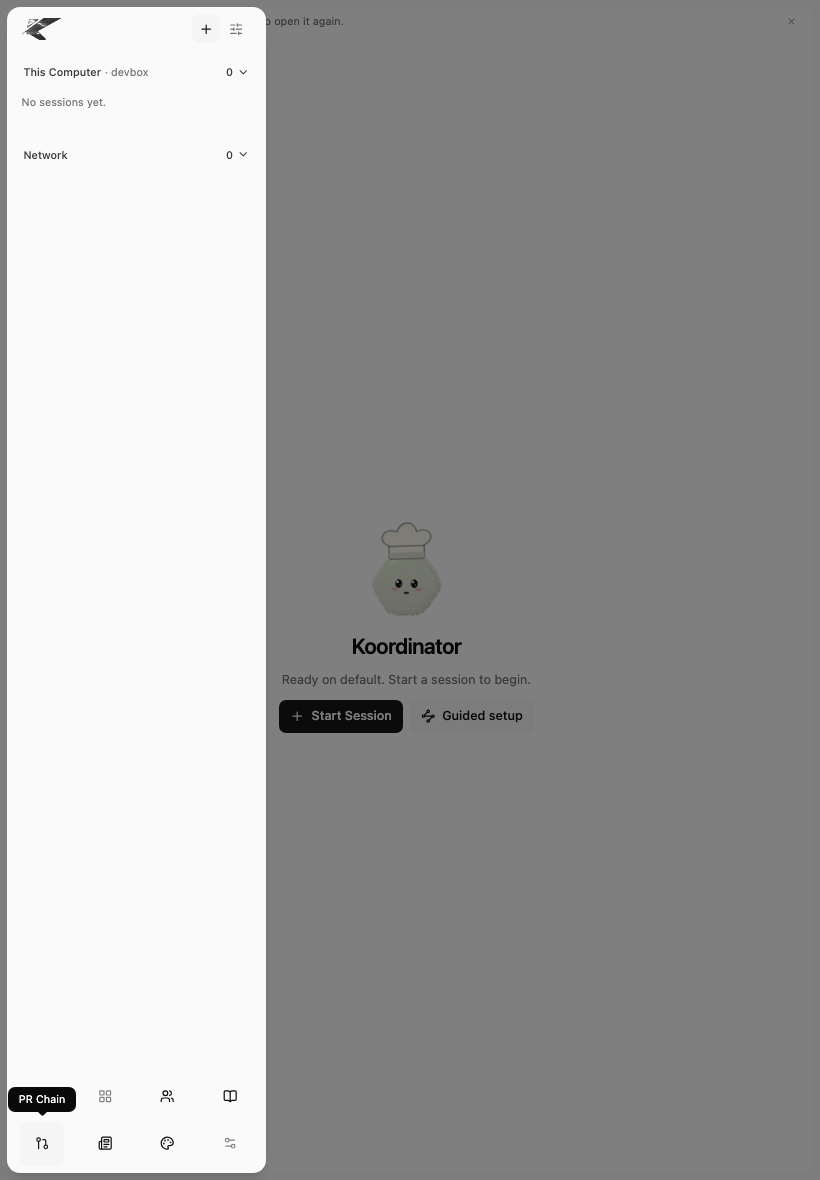 o open it again.
This Computer · devbox 0
No sessions yet.
Network 0
Koordinator
Ready on default. Start a session to begin.
Start Session
Guided setup
PR Chain